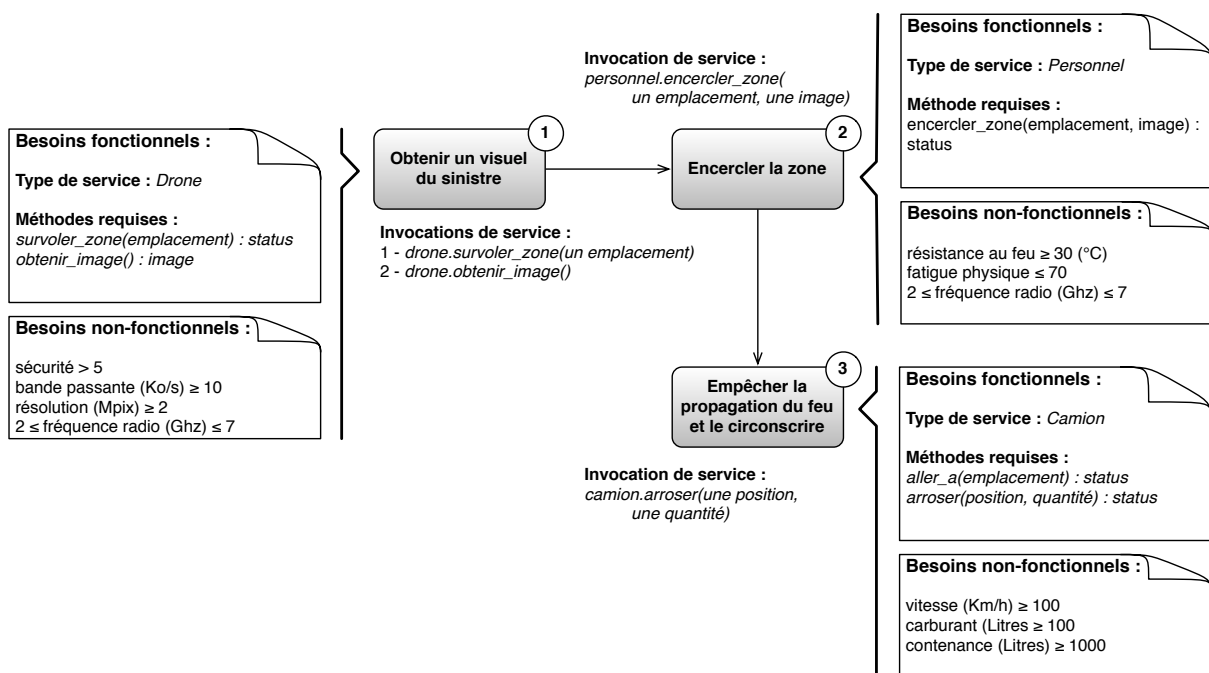 Besoins fonctionnels :
Type de service : Drone
Méthodes requises :
survoler_zone(emplacement) : status
obtenir_image() : image
Besoins non-fonctionnels :
sécurité > 5
bande passante (Ko/s) ≥ 10
résolution (Mpix) ≥ 2
2 ≤ fréquence radio (Ghz) ≤ 7
1
Obtenir un visuel
du sinistre
Invocations de service :
1 - drone.survoler_zone(un emplacement)
2 - drone.obtenir_image()
Invocation de service :
personnel.encercler_zone(
un emplacement, une image)
2
Encercler la zone
Besoins fonctionnels :
Type de service : Personnel
Méthode requises :
encercler_zone(emplacement, image) :
status
Besoins non-fonctionnels :
résistance au feu ≥ 30 (°C)
fatigue physique ≤ 70
2 ≤ fréquence radio (Ghz) ≤ 7
3
Empêcher la
propagation du feu
et le circonscrire
Invocation de service :
camion.arroser(une position,
une quantité)
Besoins fonctionnels :
Type de service : Camion
Méthodes requises :
aller_a(emplacement) : status
arroser(position, quantité) : status
Besoins non-fonctionnels :
vitesse (Km/h) ≥ 100
carburant (Litres ≥ 100
contenance (Litres) ≥ 1000